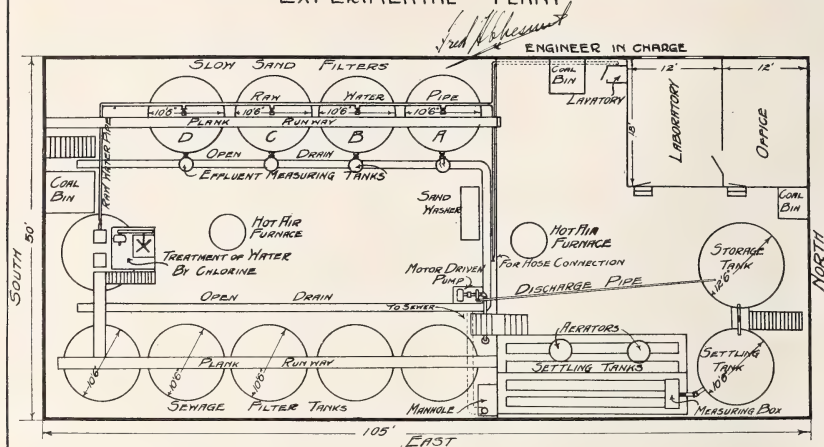 EXPERIMENTAL PLANT
ENGINEER IN CHARGE
SLOW SAND FILTERS
COAL BIN
LAVATORY
12'
12'
LABORATORY
OFFICE
18'
RAW WATER PIPE
10'6"
10'6"
10'6"
10'6"
PLANK RUNWAY
D
C
B
A
OPEN DRAIN
EFFLUENT MEASURING TANKS
RAW WATER PIPE
COAL BIN
SAND WASHER
COAL BIN
HOT AIR FURNACE
HOT AIR FURNACE
STORAGE TANK
12'6"
TREATMENT OF WATER BY CHLORINE
FOR HOSE CONNECTION
MOTOR DRIVEN PUMP
DISCHARGE PIPE
SOUTH
50'
NORTH
OPEN DRAIN
TO SEWER
AERATORS
SETTLING TANKS
SETTLING TANK
10'6"
PLANK RUNWAY
10'6"
10'6"
10'6"
SEWAGE FILTER TANKS
MANHOLE
MEASURING BOX
105'
EAST